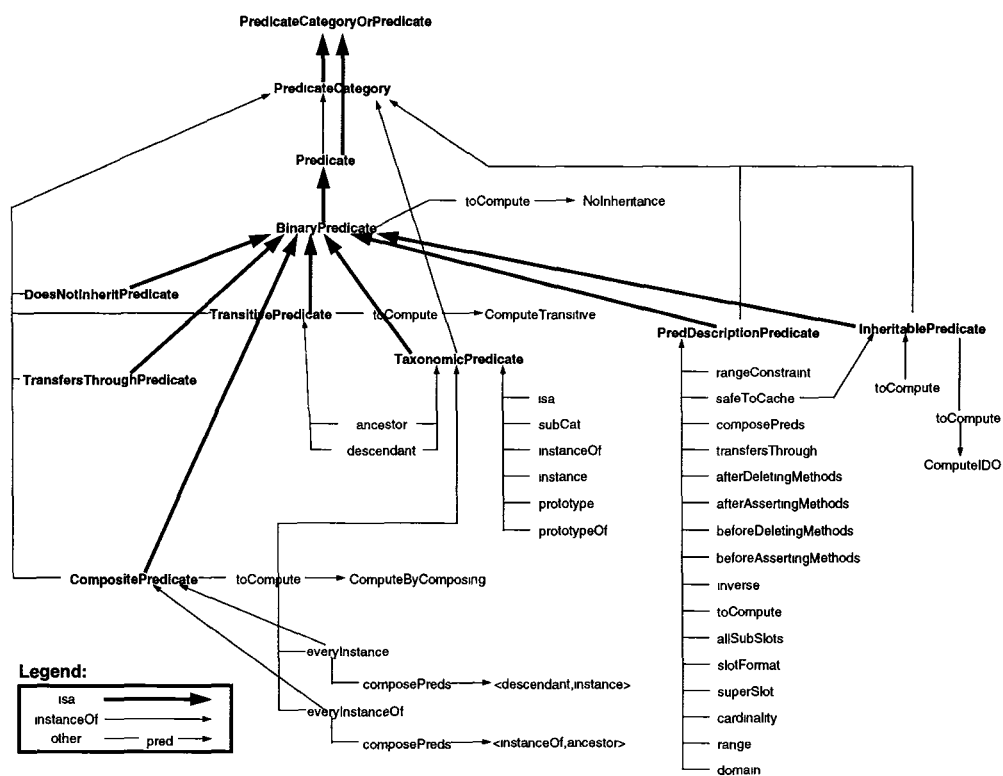 PredicateCategoryOrPredicate
PredicateCategory
Predicate
toCompute NoInheritance
BinaryPredicate
DoesNotInheritPredicate
TransitivePredicate toCompute ComputeTransitive
PredDescriptionPredicate InheritablePredicate
TaxonomicPredicate
TransfersThroughPredicate
rangeConstraint
toCompute
isa
safeToCache
ancestor
subCat
composePreds
toCompute
descendant
instanceOf
transfersThrough
ComputeIDO
instance
afterDeletingMethods
prototype
afterAssertingMethods
prototypeOf
beforeDeletingMethods
beforeAssertingMethods
CompositePredicate toCompute ComputeByComposing
inverse
toCompute
allSubSlots
everyInstance
slotFormat
Legend:
composePreds <descendant,instance>
superSlot
isa
everyInstanceOf
instanceOf
cardinality
other pred
composePreds <instanceOf,ancestor>
range
domain